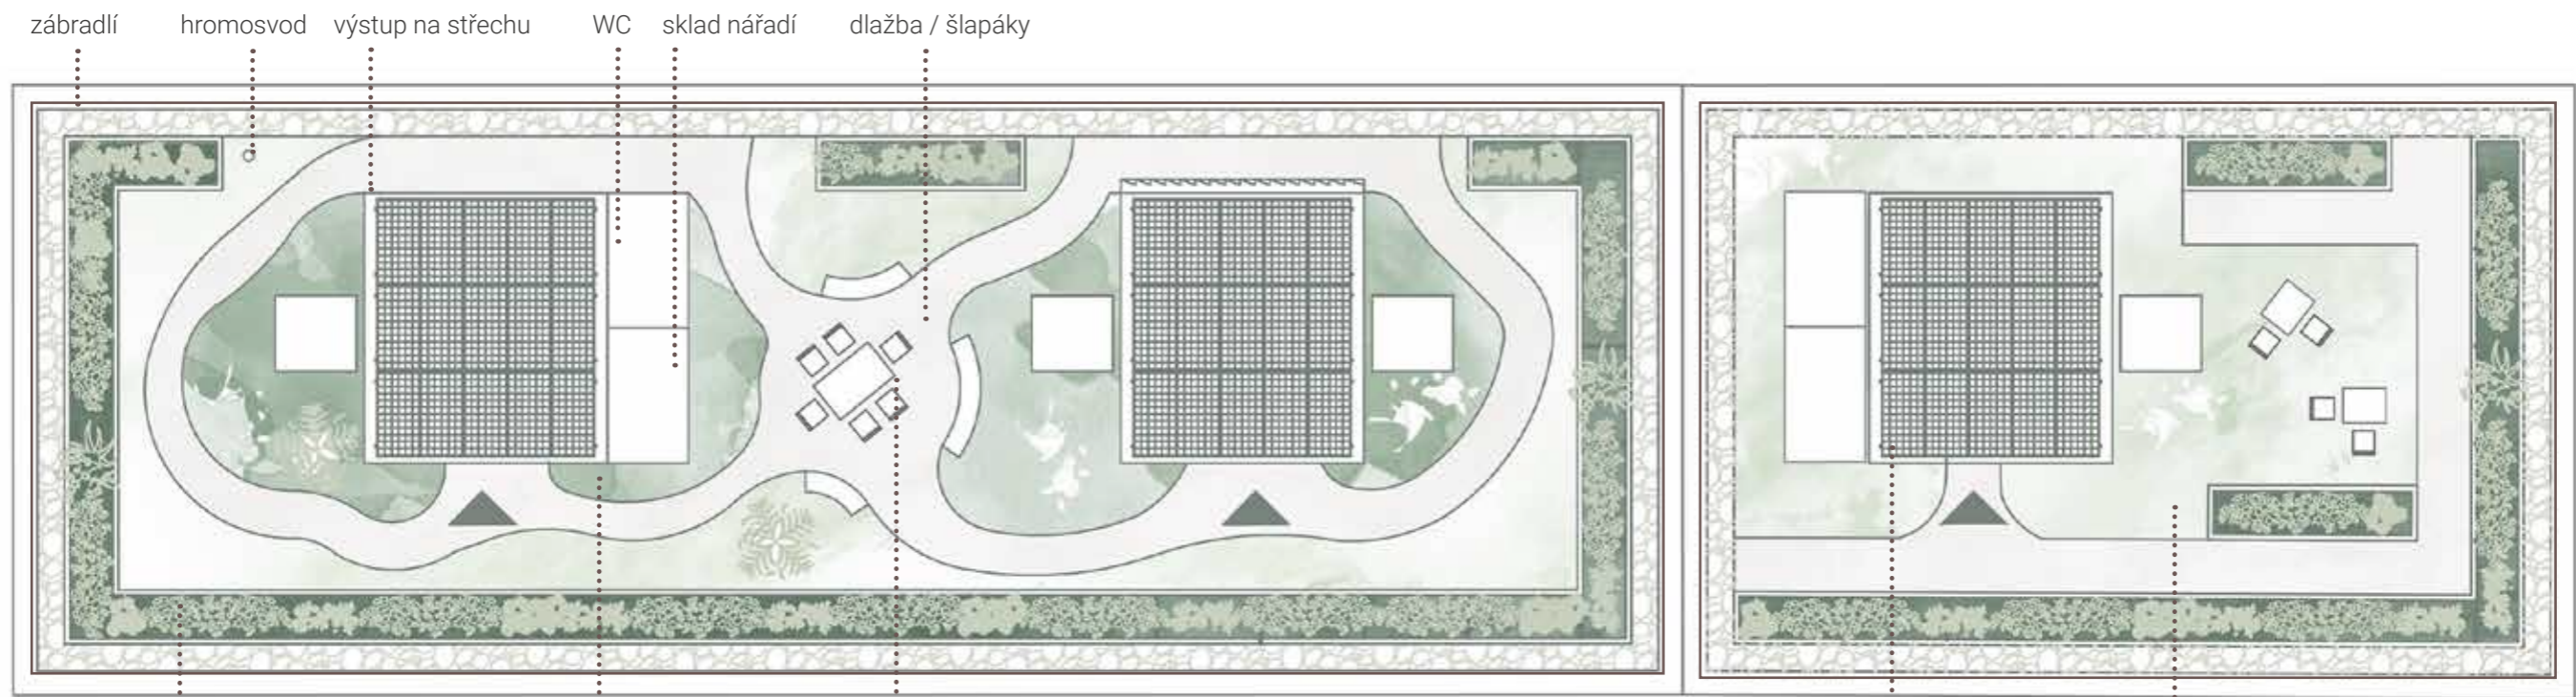 zábradlí
hromosvod
výstup na střechu
WC
sklad nářadí
dlažba / šlapáky